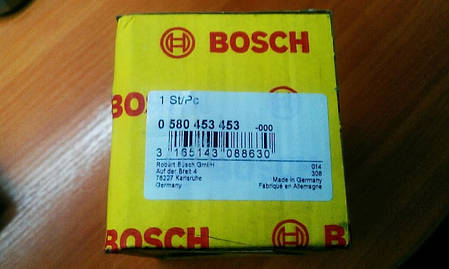 BOSCH
1 St/Pc
0 580 453 453 -000
3 165143 088630
Robert Bosch GmbH 014
Auf der Breit 4 308
76227 Karlsruhe Made in Germany
Germany Fabriqué en Allemagne
BOSCH BOSCH